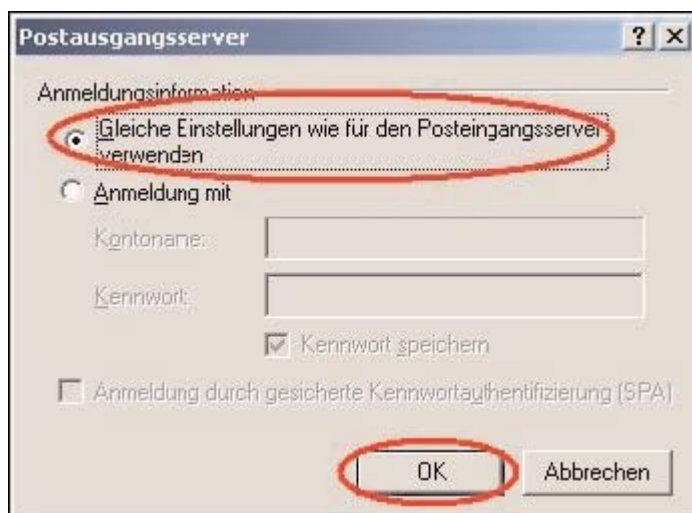 Postausgangsserver
Anmeldungsinformation
Gleiche Einstellungen wie für den Posteingangsserver
verwenden
Anmeldung mit
Kontoname:
Kennwort:
Kennwort speichern
Anmeldung durch gesicherte Kennwortauthentifizierung (SPA)
OK
Abbrechen